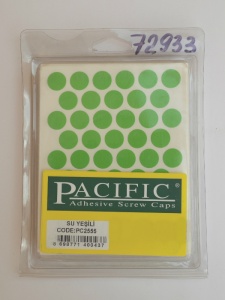 72933
PACIFIC
Adhesive Screw Caps
SU YEŞİLİ
CODE:PC2555